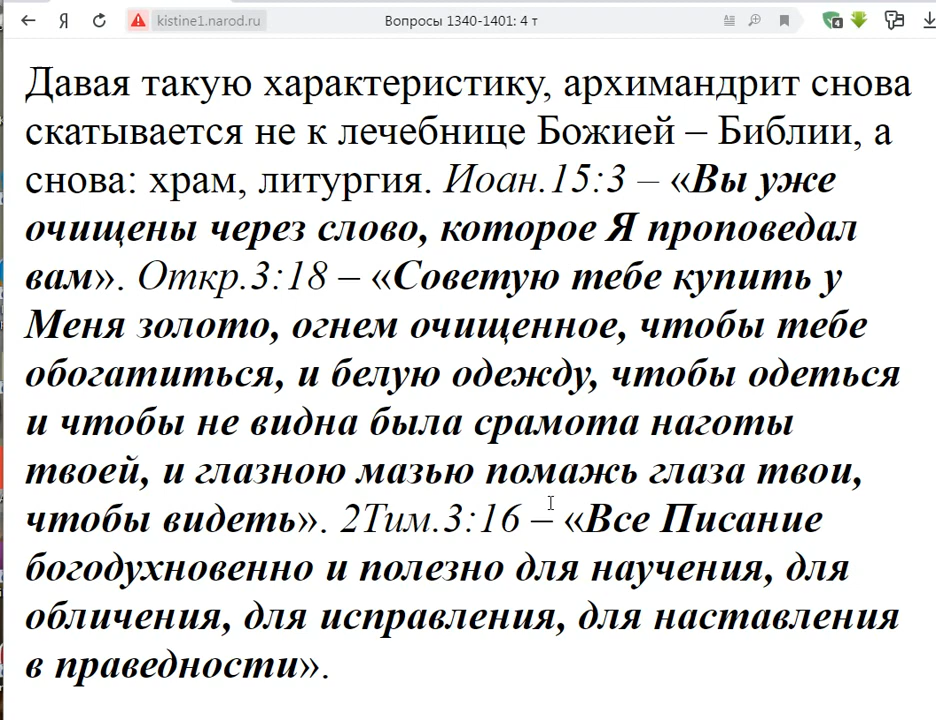 kistine1.narod.ru
Вопросы 1340-1401: 4 т
4
Давая такую характеристику, архимандрит снова
скатывается не к лечебнице Божией – Библии, а
снова: храм, литургия. Иоан.15:3 – «Вы уже
очищены через слово, которое Я проповедал
вам». Откр.3:18 – «Советую тебе купить у
Меня золото, огнем очищенное, чтобы тебе
обогатиться, и белую одежду, чтобы одеться
и чтобы не видна была срамота наготы
твоей, и глазною мазью помажь глаза твои,
чтобы видеть». 2Тим.3:16 – «Все Писание
богодухновенно и полезно для научения, для
обличения, для исправления, для наставления
в праведности».